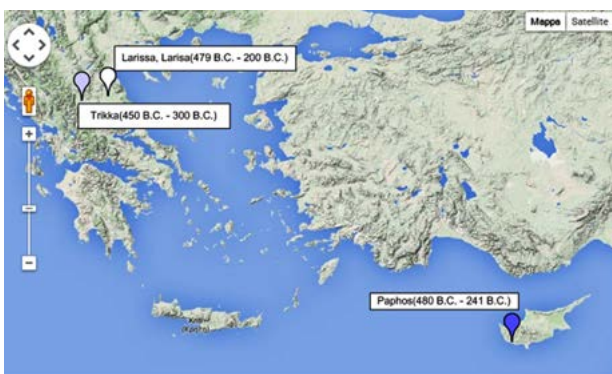 Mappa Satellite
Larissa, Larisa(479 B.C. - 200 B.C.)
Trikka(450 B.C. - 300 B.C.)
Paphos(480 B.C. - 241 B.C.)